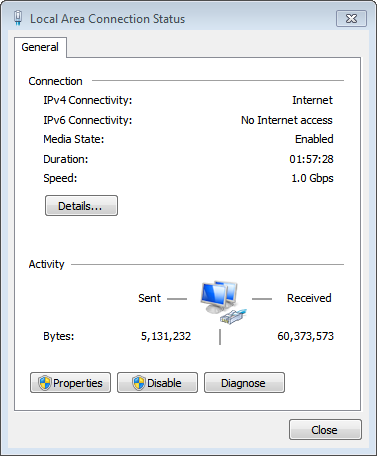 Local Area Connection Status
General
Connection
IPv4 Connectivity: Internet
IPv6 Connectivity: No Internet access
Media State: Enabled
Duration: 01:57:28
Speed: 1.0 Gbps
Details...
Activity
Sent Received
Bytes: 5,131,232 60,373,573
Properties Disable Diagnose
Close